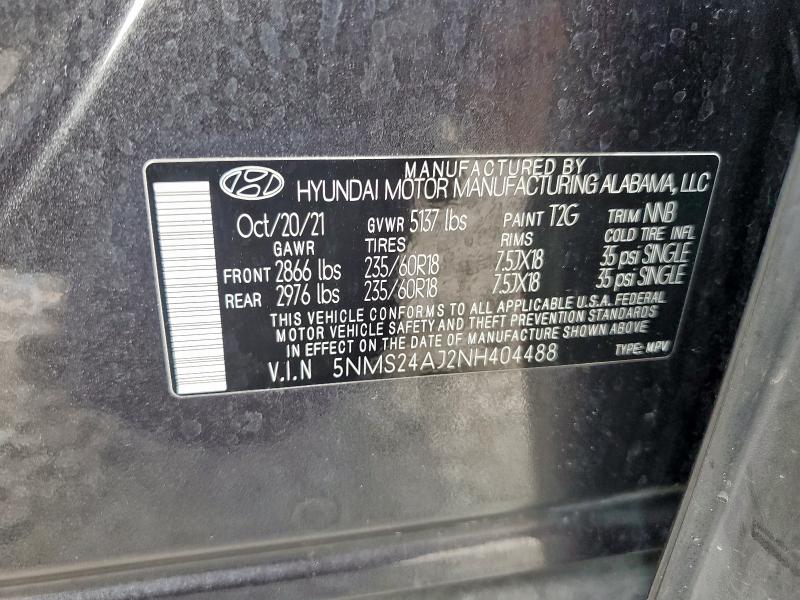 MANUFACTURED BY
HYUNDAI MOTOR MANUFACTURING ALABAMA, LLC
Oct/20/21 GVWR 5137 lbs PAINT T2G TRIM NNB
GAWR TIRES RIMS COLD TIRE INFL
FRONT 2866 lbs 235/60R18 7.5JX18 35 psi SINGLE
REAR 2976 lbs 235/60R18 7.5JX18 35 psi SINGLE
THIS VEHICLE CONFORMS TO ALL APPLICABLE U.S.A. FEDERAL
MOTOR VEHICLE SAFETY AND THEFT PREVENTION STANDARDS
IN EFFECT ON THE DATE OF MANUFACTURE SHOWN ABOVE
V.I.N 5NMS24AJ2NH404488 TYPE: MPV